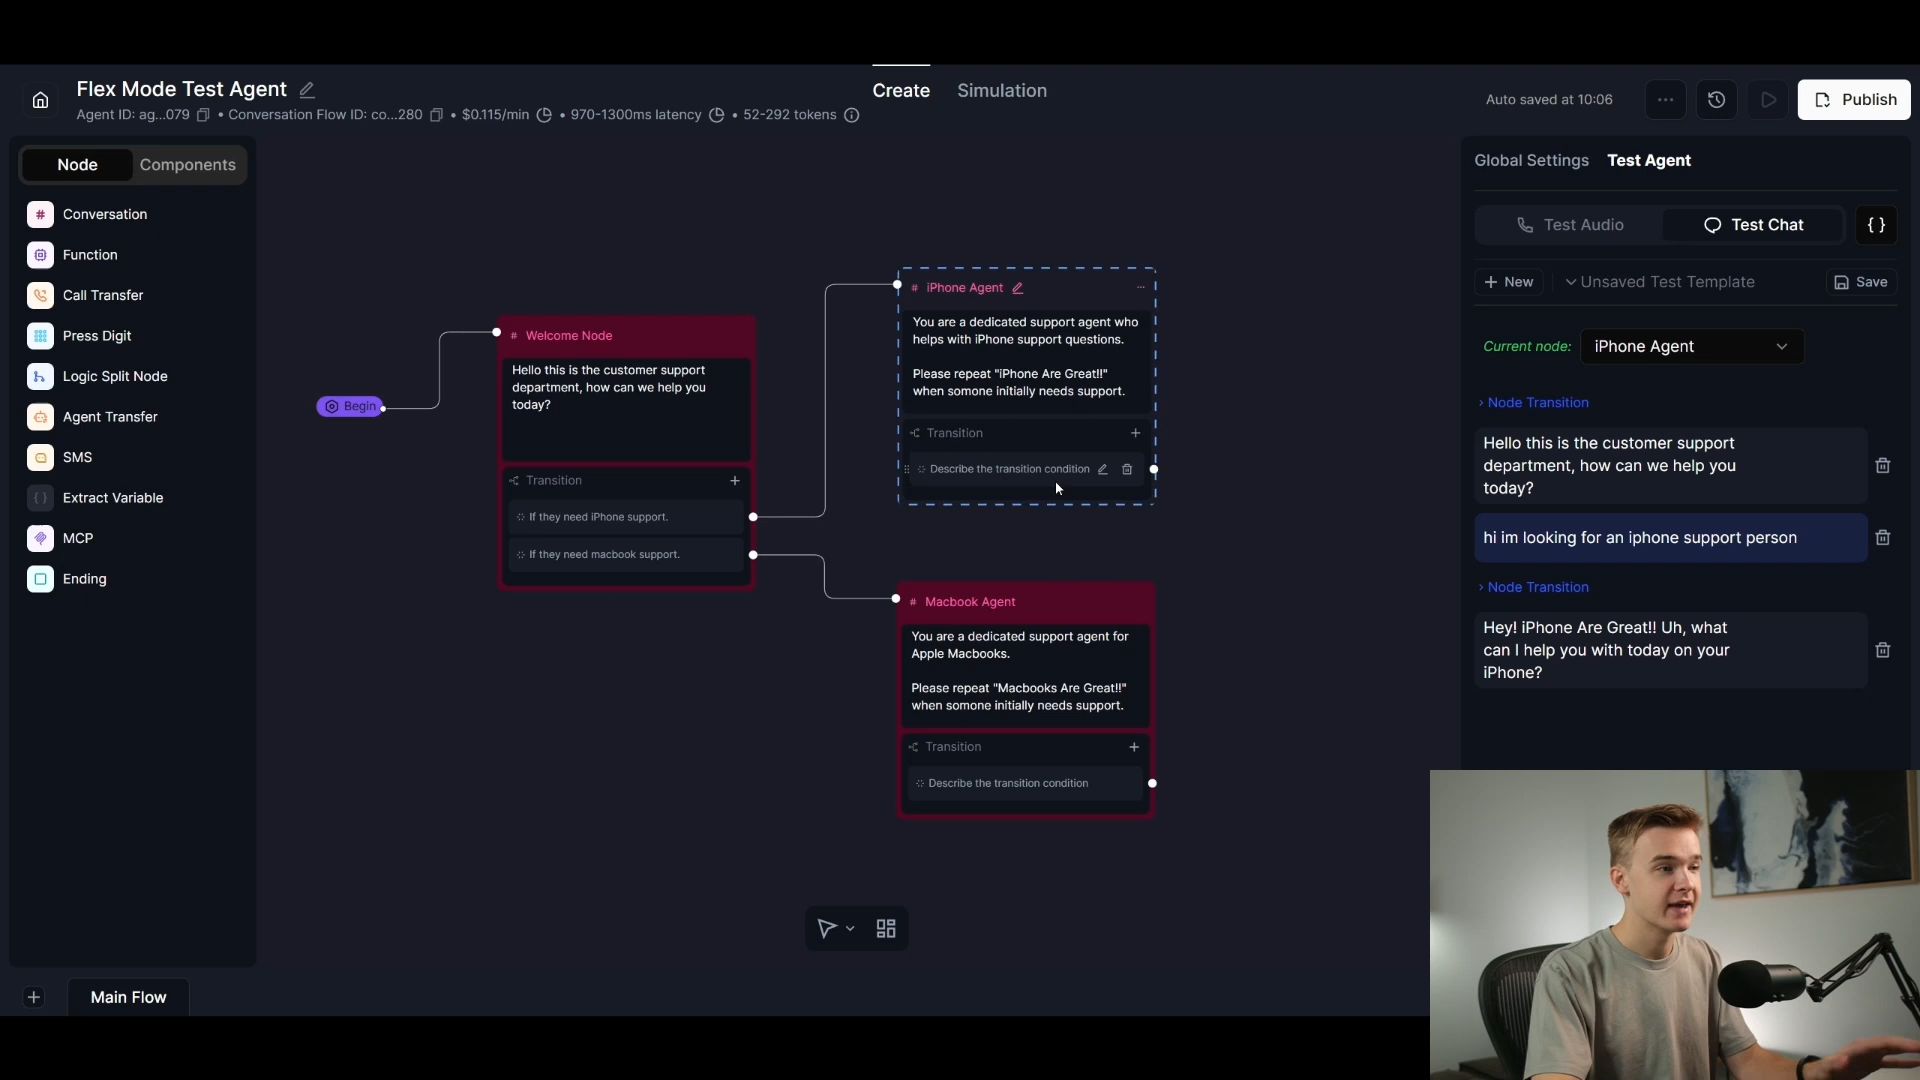 Flex Mode Test Agent
Agent ID: ag...079 • Conversation Flow ID: co...280 • $0.115/min • 970-1300ms latency • 52-292 tokens
Create
Simulation
Auto saved at 10:06
Publish
Node
Components
Conversation
Function
Call Transfer
Press Digit
Logic Split Node
Agent Transfer
SMS
Extract Variable
MCP
Ending
Main Flow
Begin
# Welcome Node
Hello this is the customer support
department, how can we help you
today?
Transition
If they need iPhone support.
If they need macbook support.
# iPhone Agent
You are a dedicated support agent who
helps with iPhone support questions.
Please repeat "iPhone Are Great!!"
when somone initially needs support.
Transition
Describe the transition condition
# Macbook Agent
You are a dedicated support agent for
Apple Macbooks.
Please repeat "Macbooks Are Great!!"
when somone initially needs support.
Transition
Describe the transition condition
Global Settings
Test Agent
Test Audio
Test Chat
{ }
+ New
Unsaved Test Template
Save
Current node:
iPhone Agent
Node Transition
Hello this is the customer support
department, how can we help you
today?
hi im looking for an iphone support person
Node Transition
Hey! iPhone Are Great!! Uh, what
can I help you with today on your
iPhone?